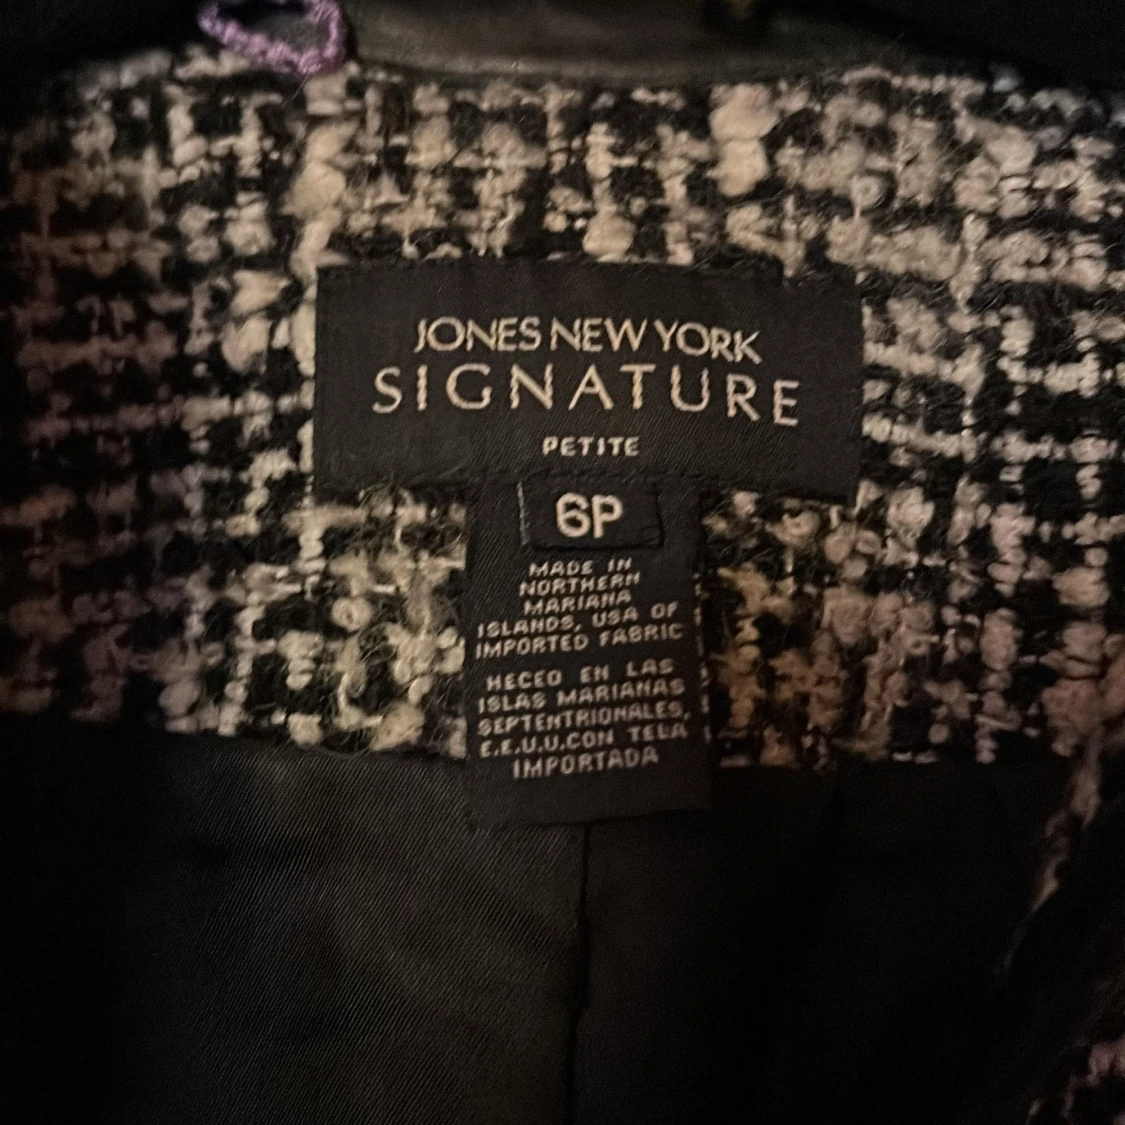 JONES NEW YORK
SIGNATURE
PETITE
6P
MADE IN
NORTHERN
MARIANA
ISLANDS, USA OF
IMPORTED FABRIC
HECEO EN LAS
ISLAS MARIANAS
SEPTENTRIONALES,
E.E.U.U.CON TELA
IMPORTADA